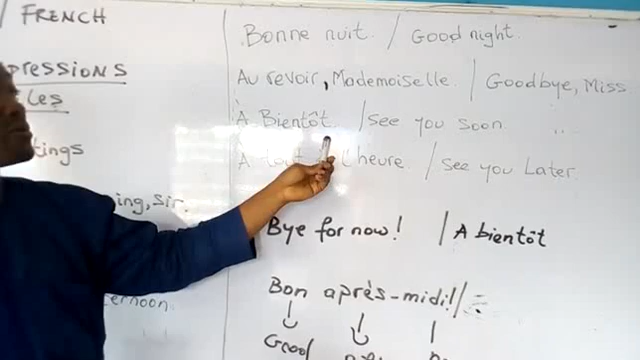 / FRENCH
pressions
les
tings
ing, sir.
ernoon
Bonne nuit / Good night.
Au revoir, Mademoiselle / Goodbye, Miss
À Bientôt / See you soon
À l'heure / See you Later.
Bye for now! / A bientôt
Bon après-midi! / =
Good